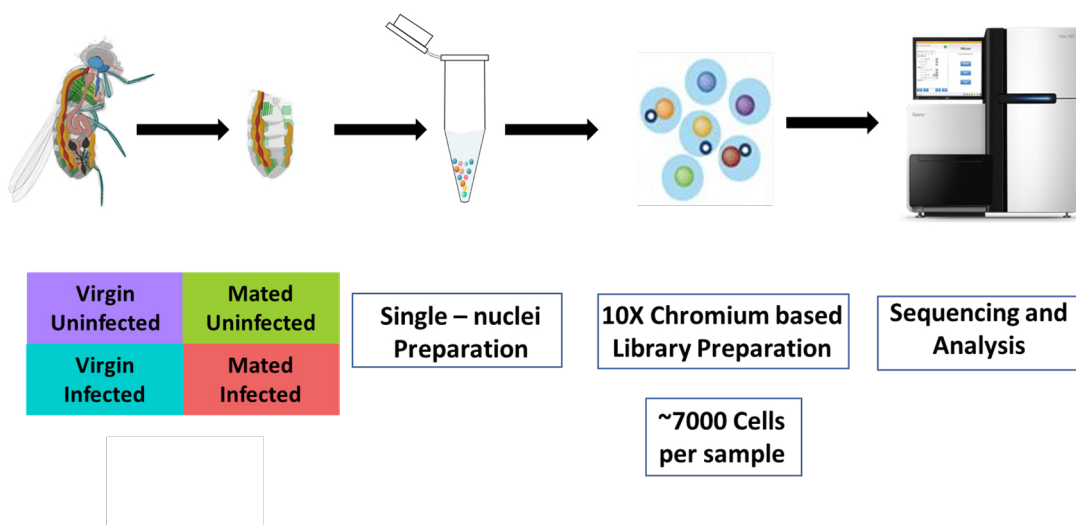 Virgin
Uninfected
Mated
Uninfected
Virgin
Infected
Mated
Infected
Single – nuclei
Preparation
10X Chromium based
Library Preparation
~7000 Cells
per sample
Sequencing and
Analysis